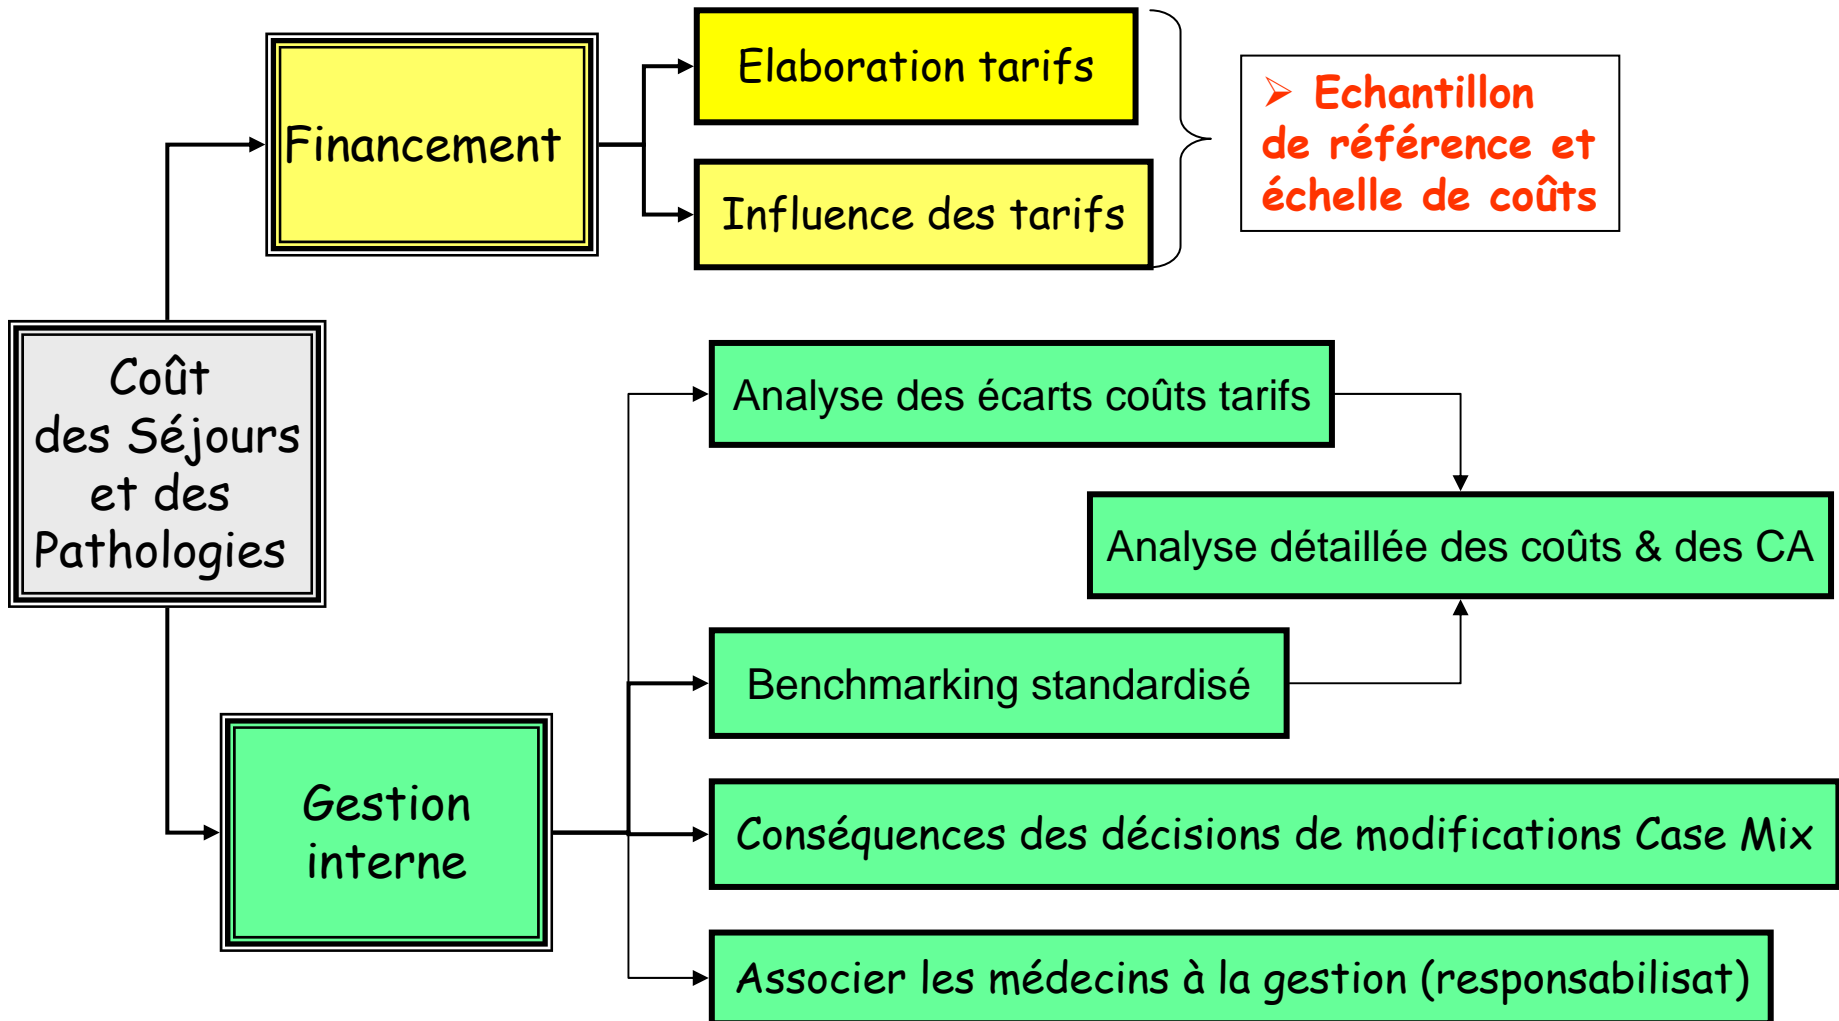 Elaboration tarifs
➢ Echantillon
de référence et
échelle de coûts
Financement
Influence des tarifs
Coût
des Séjours
et des
Pathologies
Analyse des écarts coûts tarifs
Analyse détaillée des coûts & des CA
Benchmarking standardisé
Gestion
interne
Conséquences des décisions de modifications Case Mix
Associer les médecins à la gestion (responsabilisat)